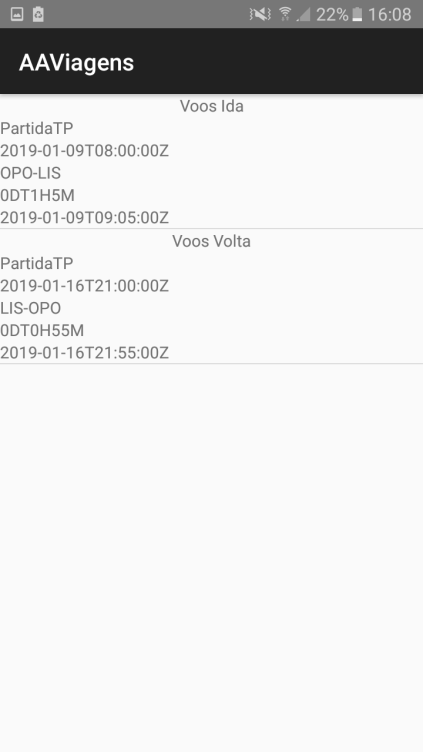 22% 16:08
AAViagens
Voos Ida
PartidaTP
2019-01-09T08:00:00Z
OPO-LIS
0DT1H5M
2019-01-09T09:05:00Z
Voos Volta
PartidaTP
2019-01-16T21:00:00Z
LIS-OPO
0DT0H55M
2019-01-16T21:55:00Z